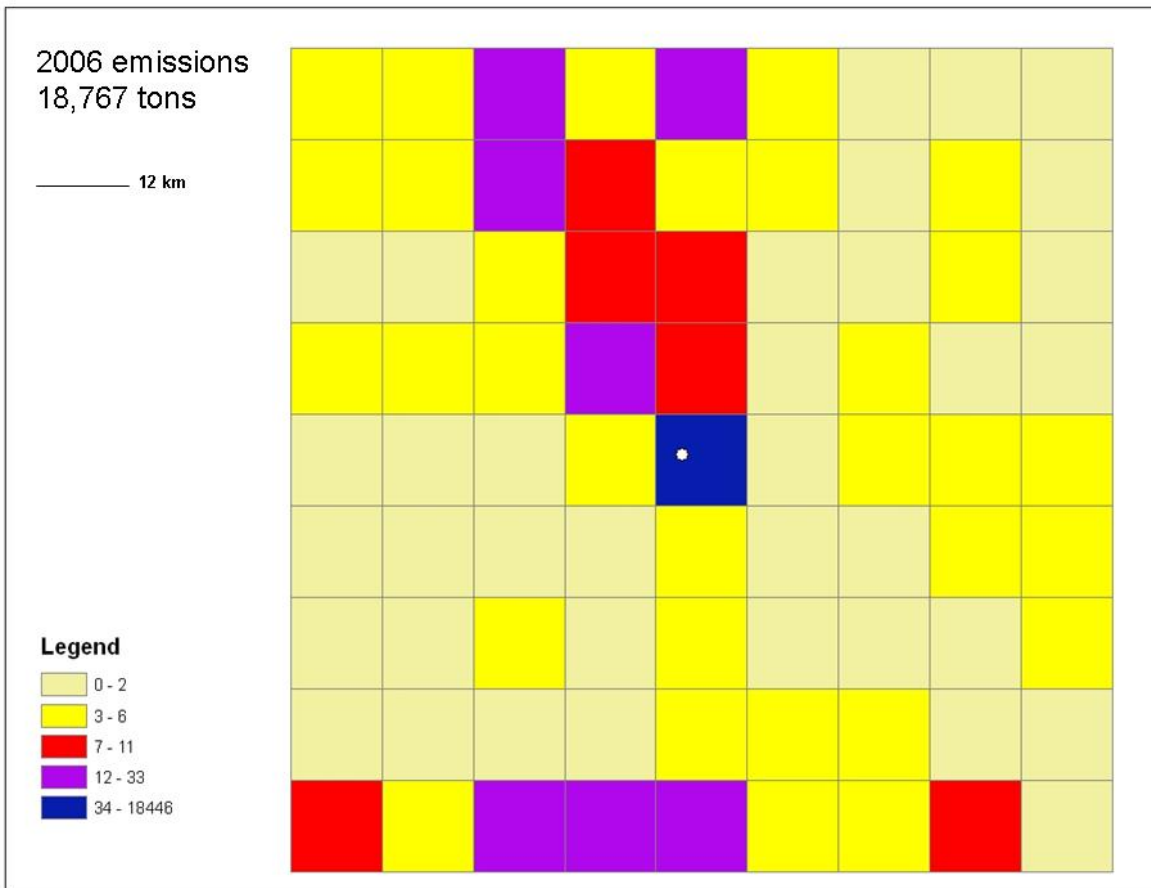 2006 emissions
18,767 tons
12 km
Legend
0 - 2
3 - 6
7 - 11
12 - 33
34 - 18446